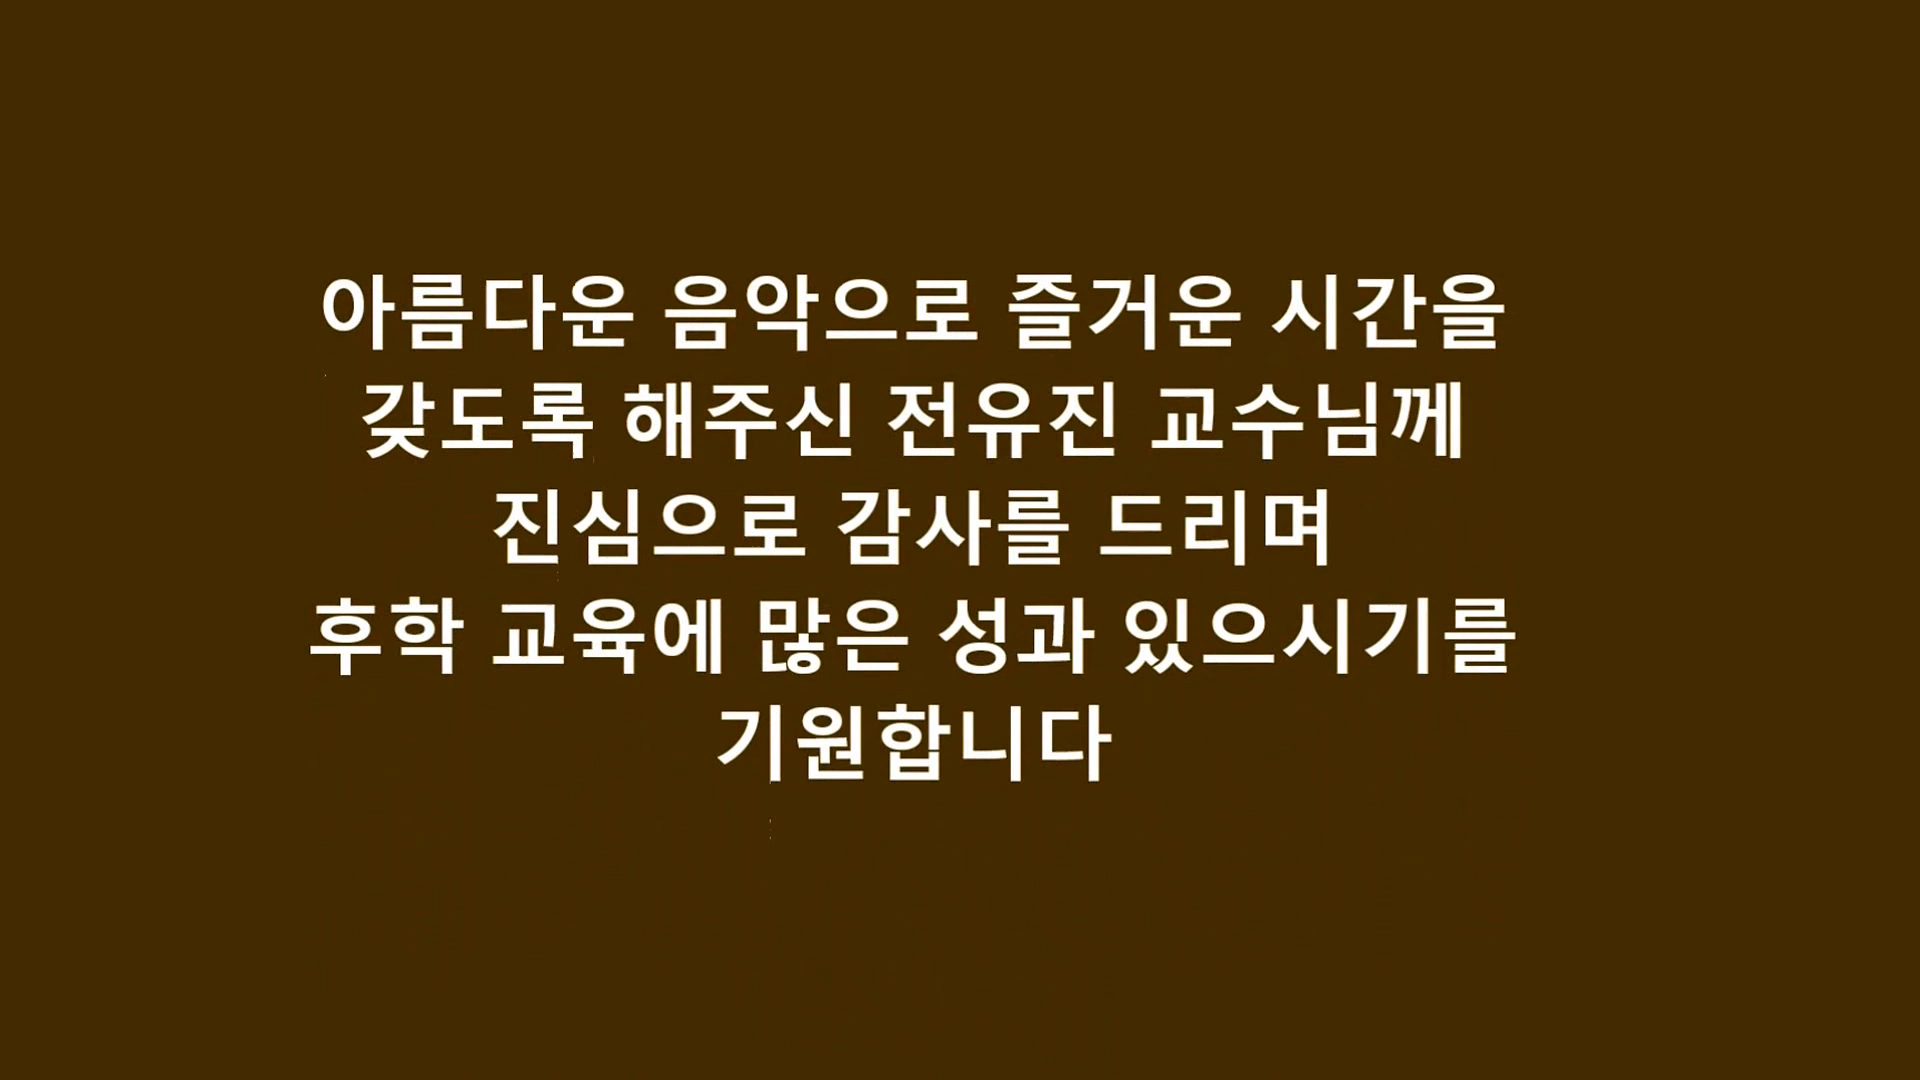 아름다운 음악으로 즐거운 시간을
갖도록 해주신 전유진 교수님께
진심으로 감사를 드리며
후학 교육에 많은 성과 있으시기를
기원합니다